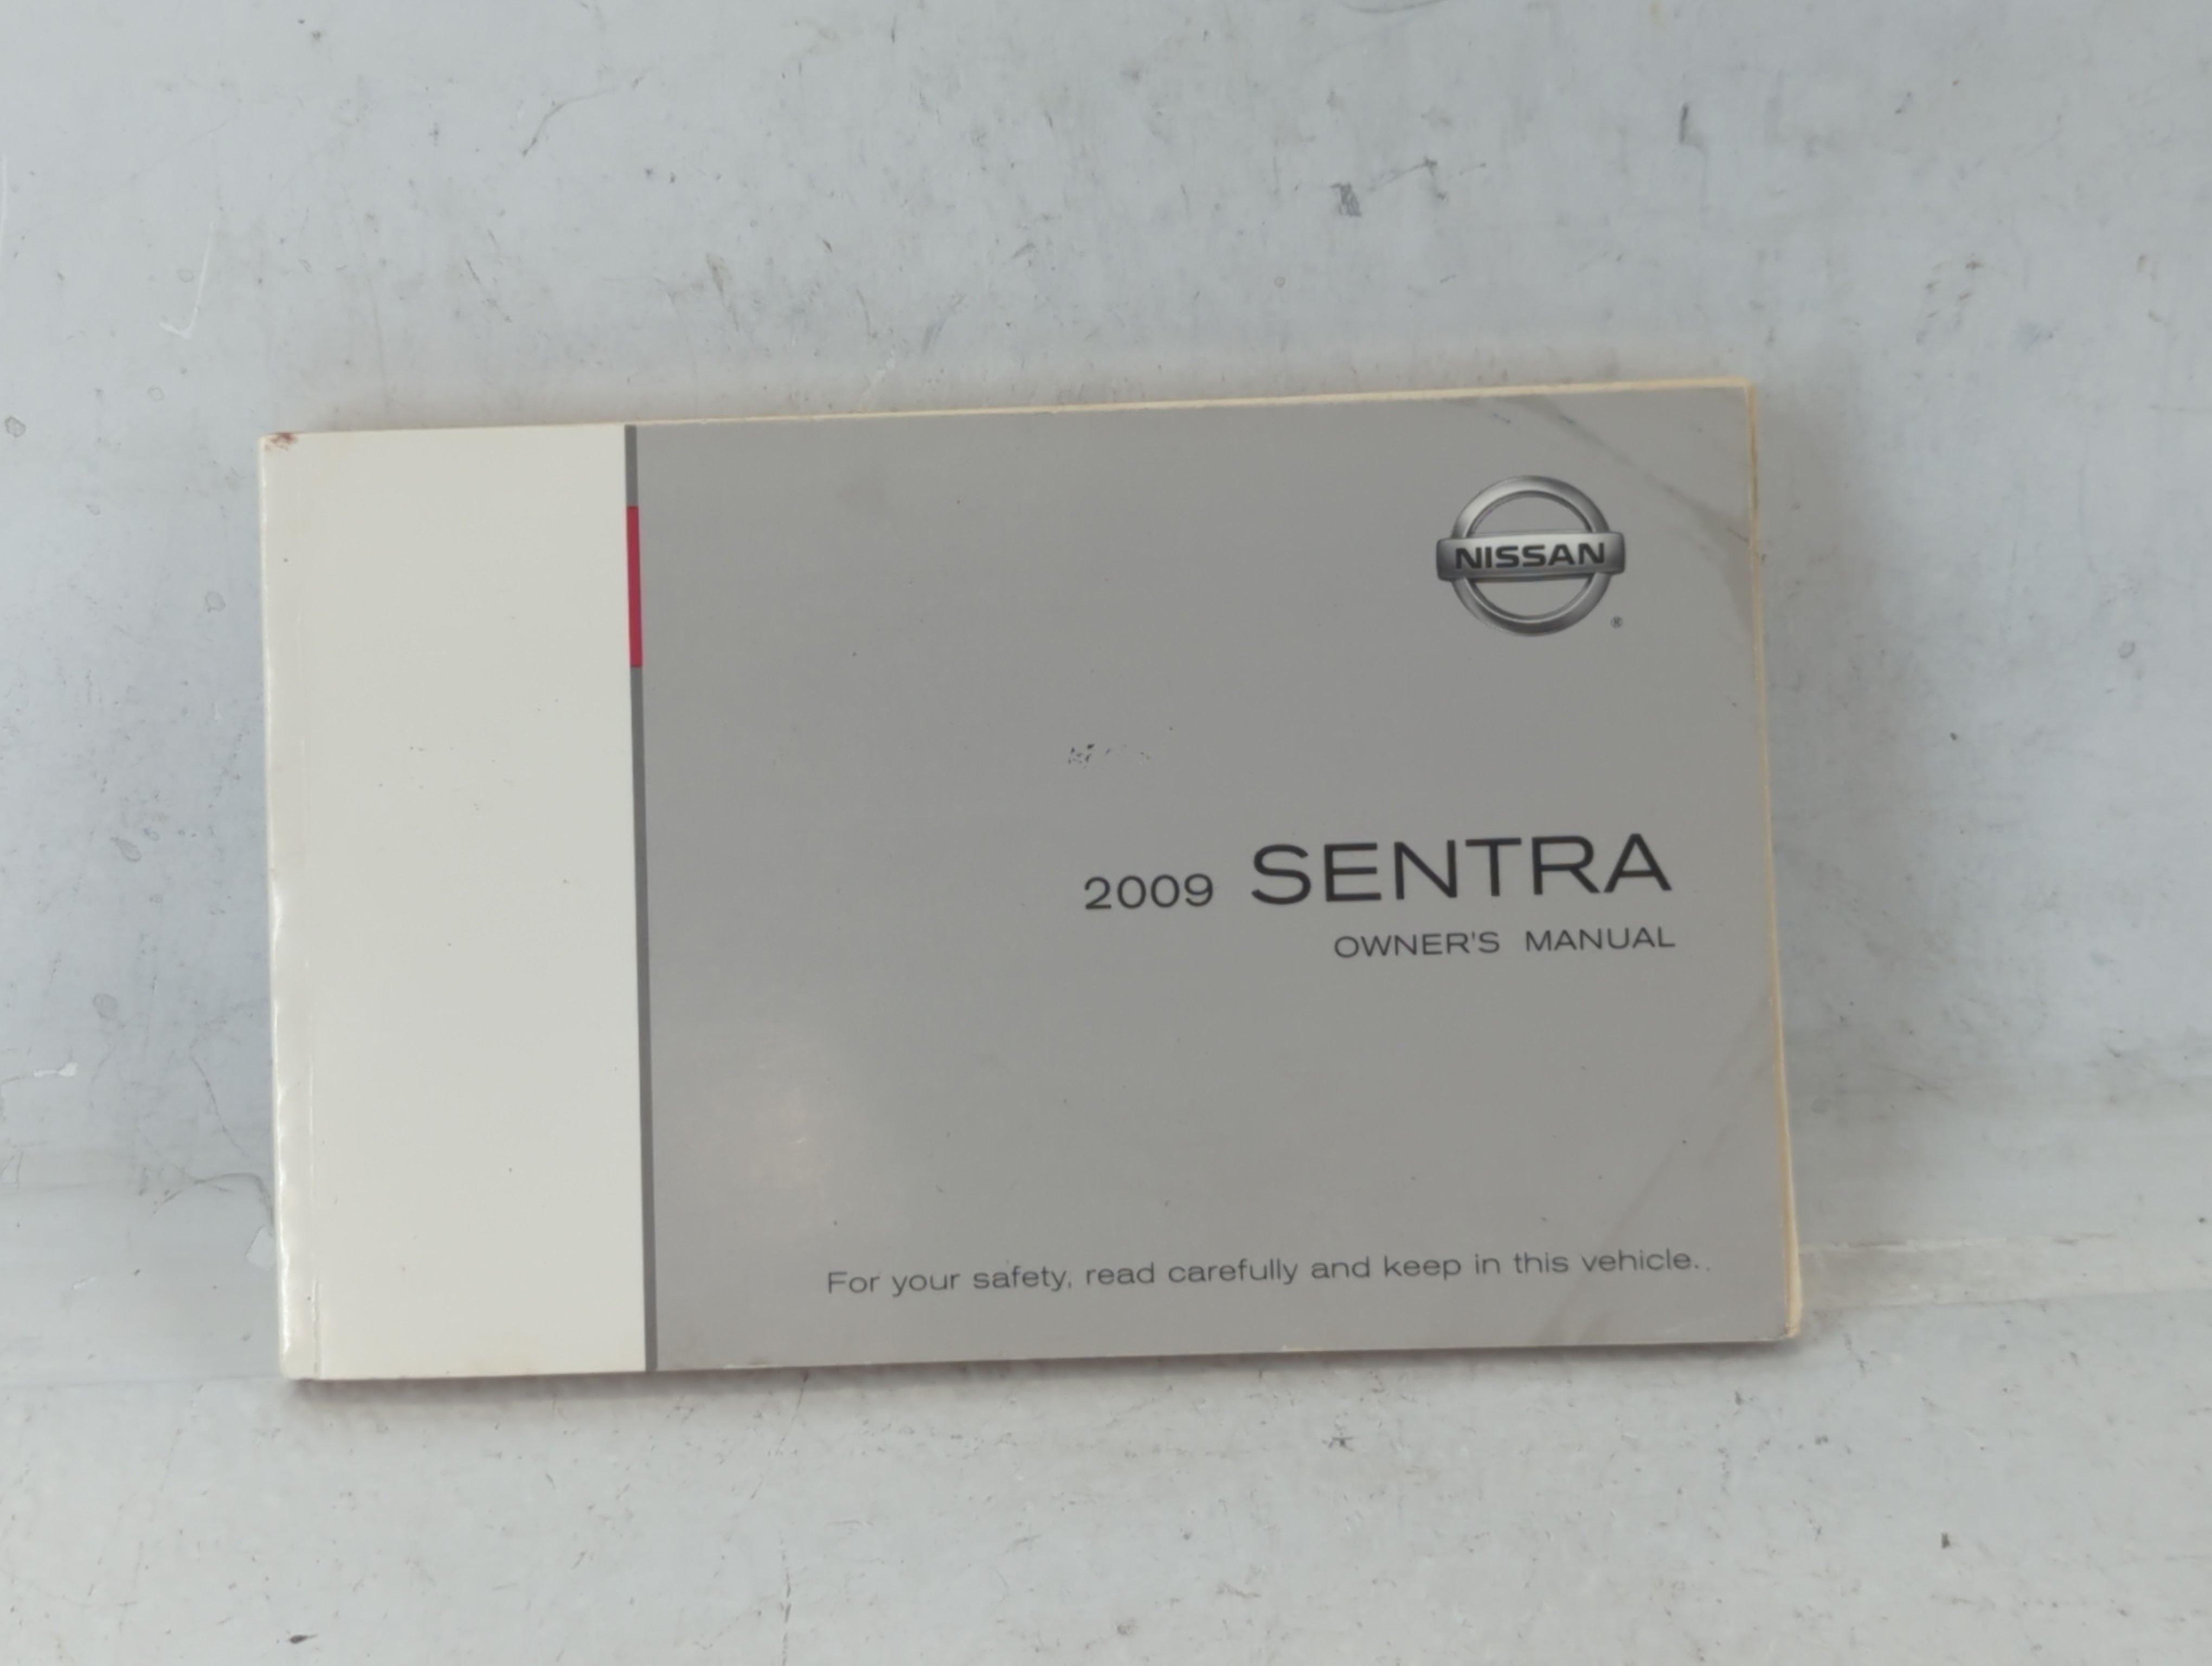 NISSAN
®
2009 SENTRA
OWNER'S MANUAL
For your safety, read carefully and keep in this vehicle.